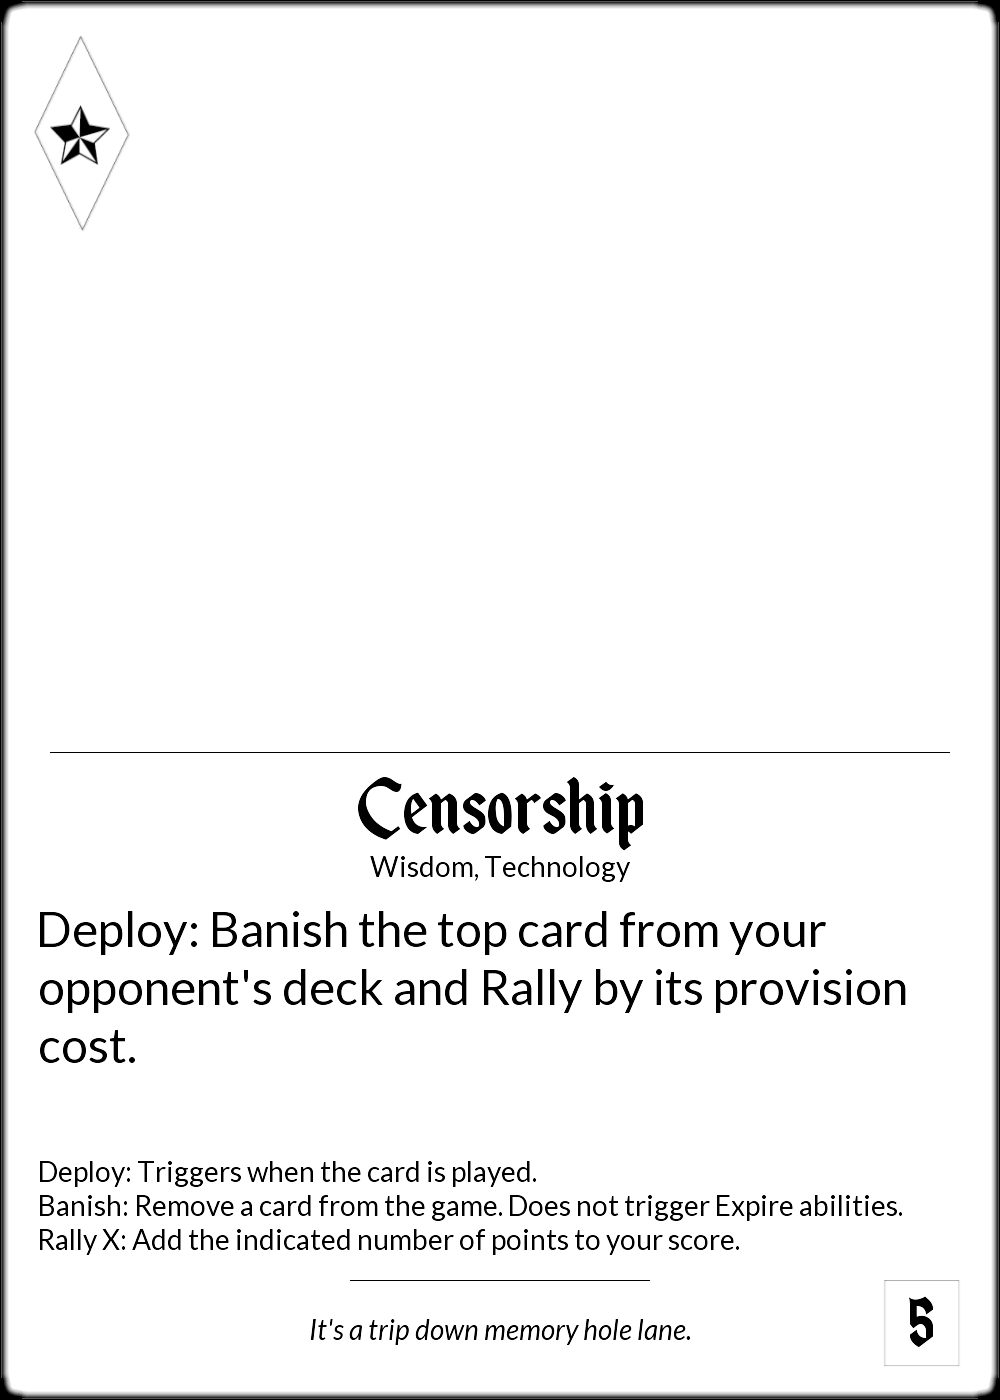 Censorship
Wisdom, Technology
Deploy: Banish the top card from your
opponent's deck and Rally by its provision
cost.
Deploy: Triggers when the card is played.
Banish: Remove a card from the game. Does not trigger Expire abilities.
Rally X: Add the indicated number of points to your score.
It's a trip down memory hole lane.
5